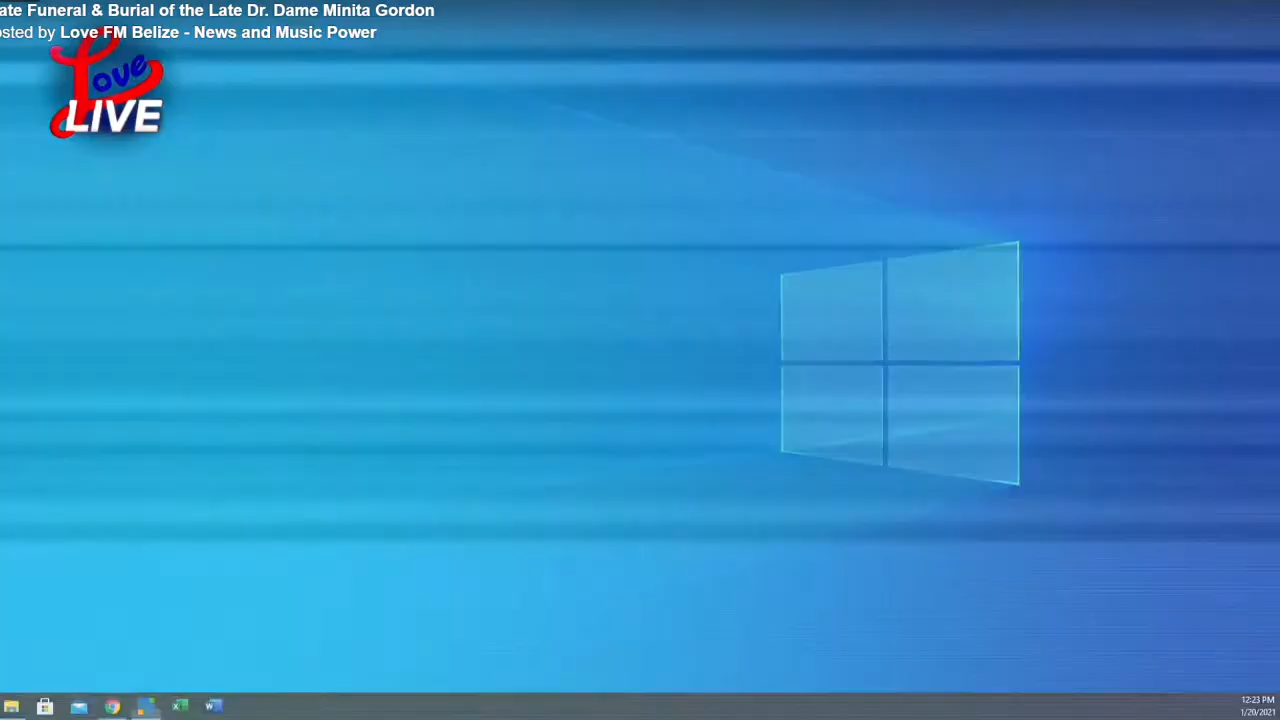 ate Funeral & Burial of the Late Dr. Dame Minita Gordon
osted by Love FM Belize - News and Music Power
Love
LIVE
12:23 PM
1/20/2021